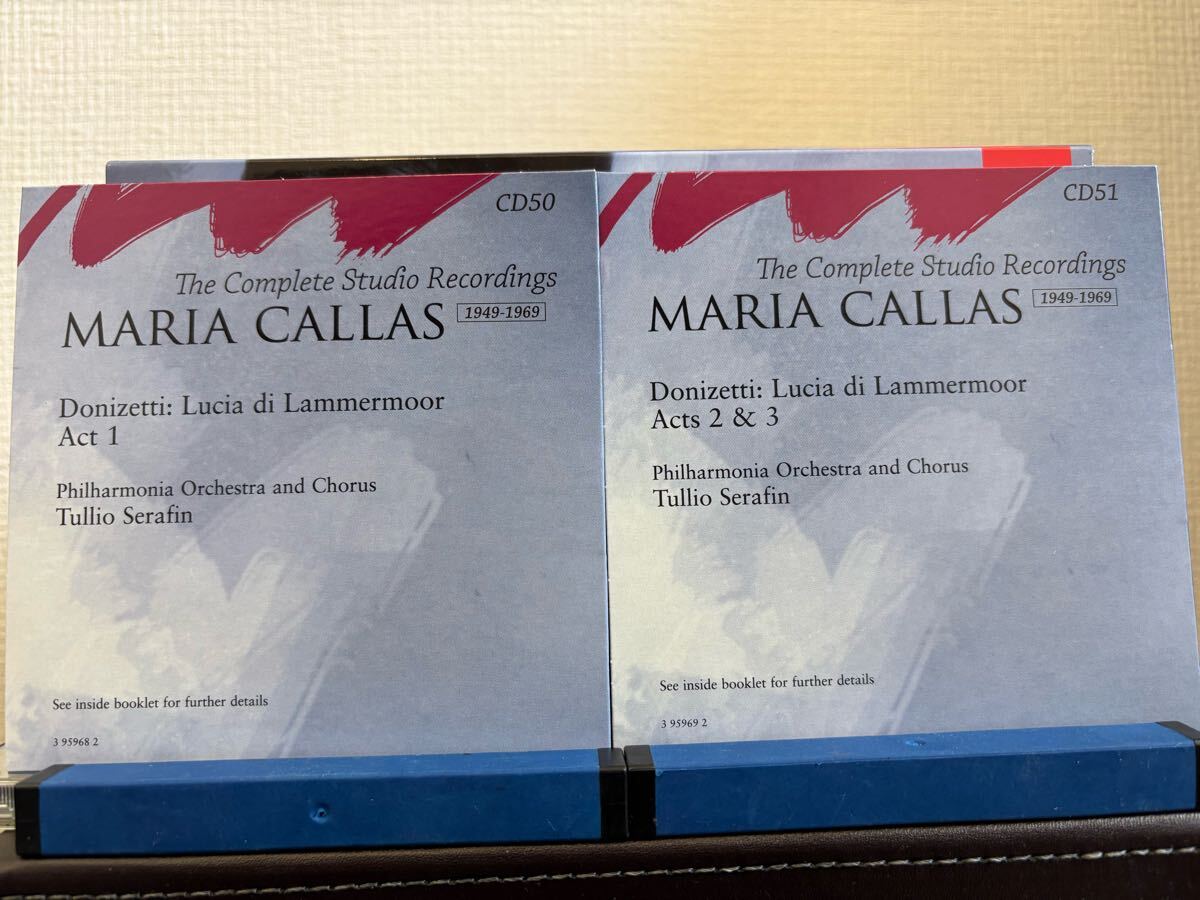 CD50
The Complete Studio Recordings
MARIA CALLAS 1949-1969
Donizetti: Lucia di Lammermoor
Act 1
Philharmonia Orchestra and Chorus
Tullio Serafin
See inside booklet for further details
3 95968 2
CD51
The Complete Studio Recordings
MARIA CALLAS 1949-1969
Donizetti: Lucia di Lammermoor
Acts 2 & 3
Philharmonia Orchestra and Chorus
Tullio Serafin
See inside booklet for further details
3 95969 2